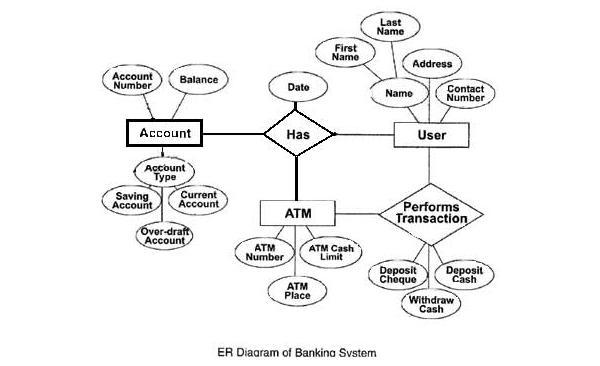 Last
Name
First
Name
Address
Account
Number
Balance
Date
Name
Contact
Number
Account
Has
User
Account
Type
Saving
Account
Current
Account
Over-draft
Account
ATM
Performs
Transaction
ATM
Number
ATM Cash
Limit
ATM
Place
Deposit
Cheque
Deposit
Cash
Withdraw
Cash
ER Diagram of Banking System